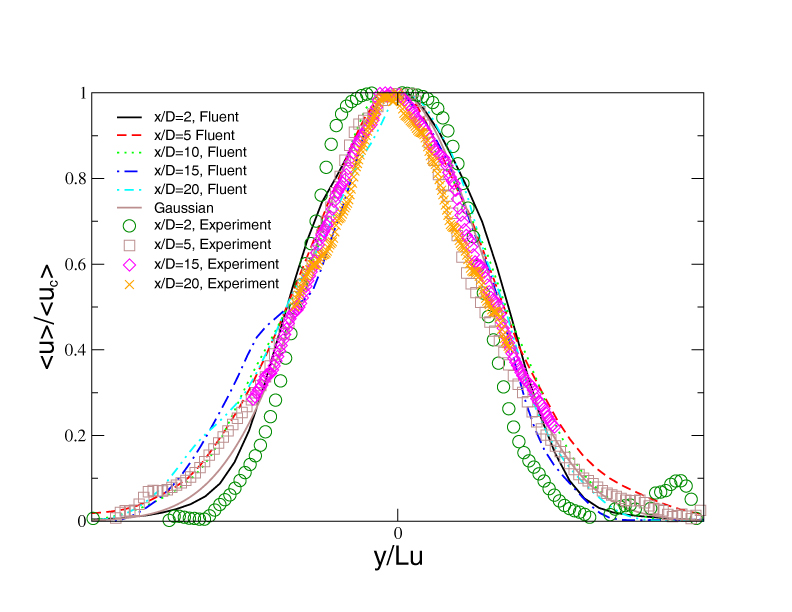 1
0.8
0.6
0.4
0.2
0
<u>/<u_c>
x/D=2, Fluent
x/D=5 Fluent
x/D=10, Fluent
x/D=15, Fluent
x/D=20, Fluent
Gaussian
x/D=2, Experiment
x/D=5, Experiment
x/D=15, Experiment
x/D=20, Experiment
0
y/Lu